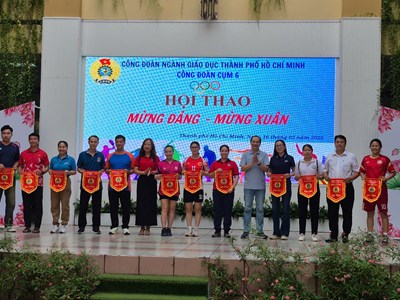 CÔNG ĐOÀN NGÀNH GIÁO DỤC THÀNH PHỐ HỒ CHÍ MINH
CÔNG ĐOÀN CỤM 6
HỘI THAO
MỪNG ĐẢNG - MỪNG XUÂN
Thành phố Hồ Chí Minh,